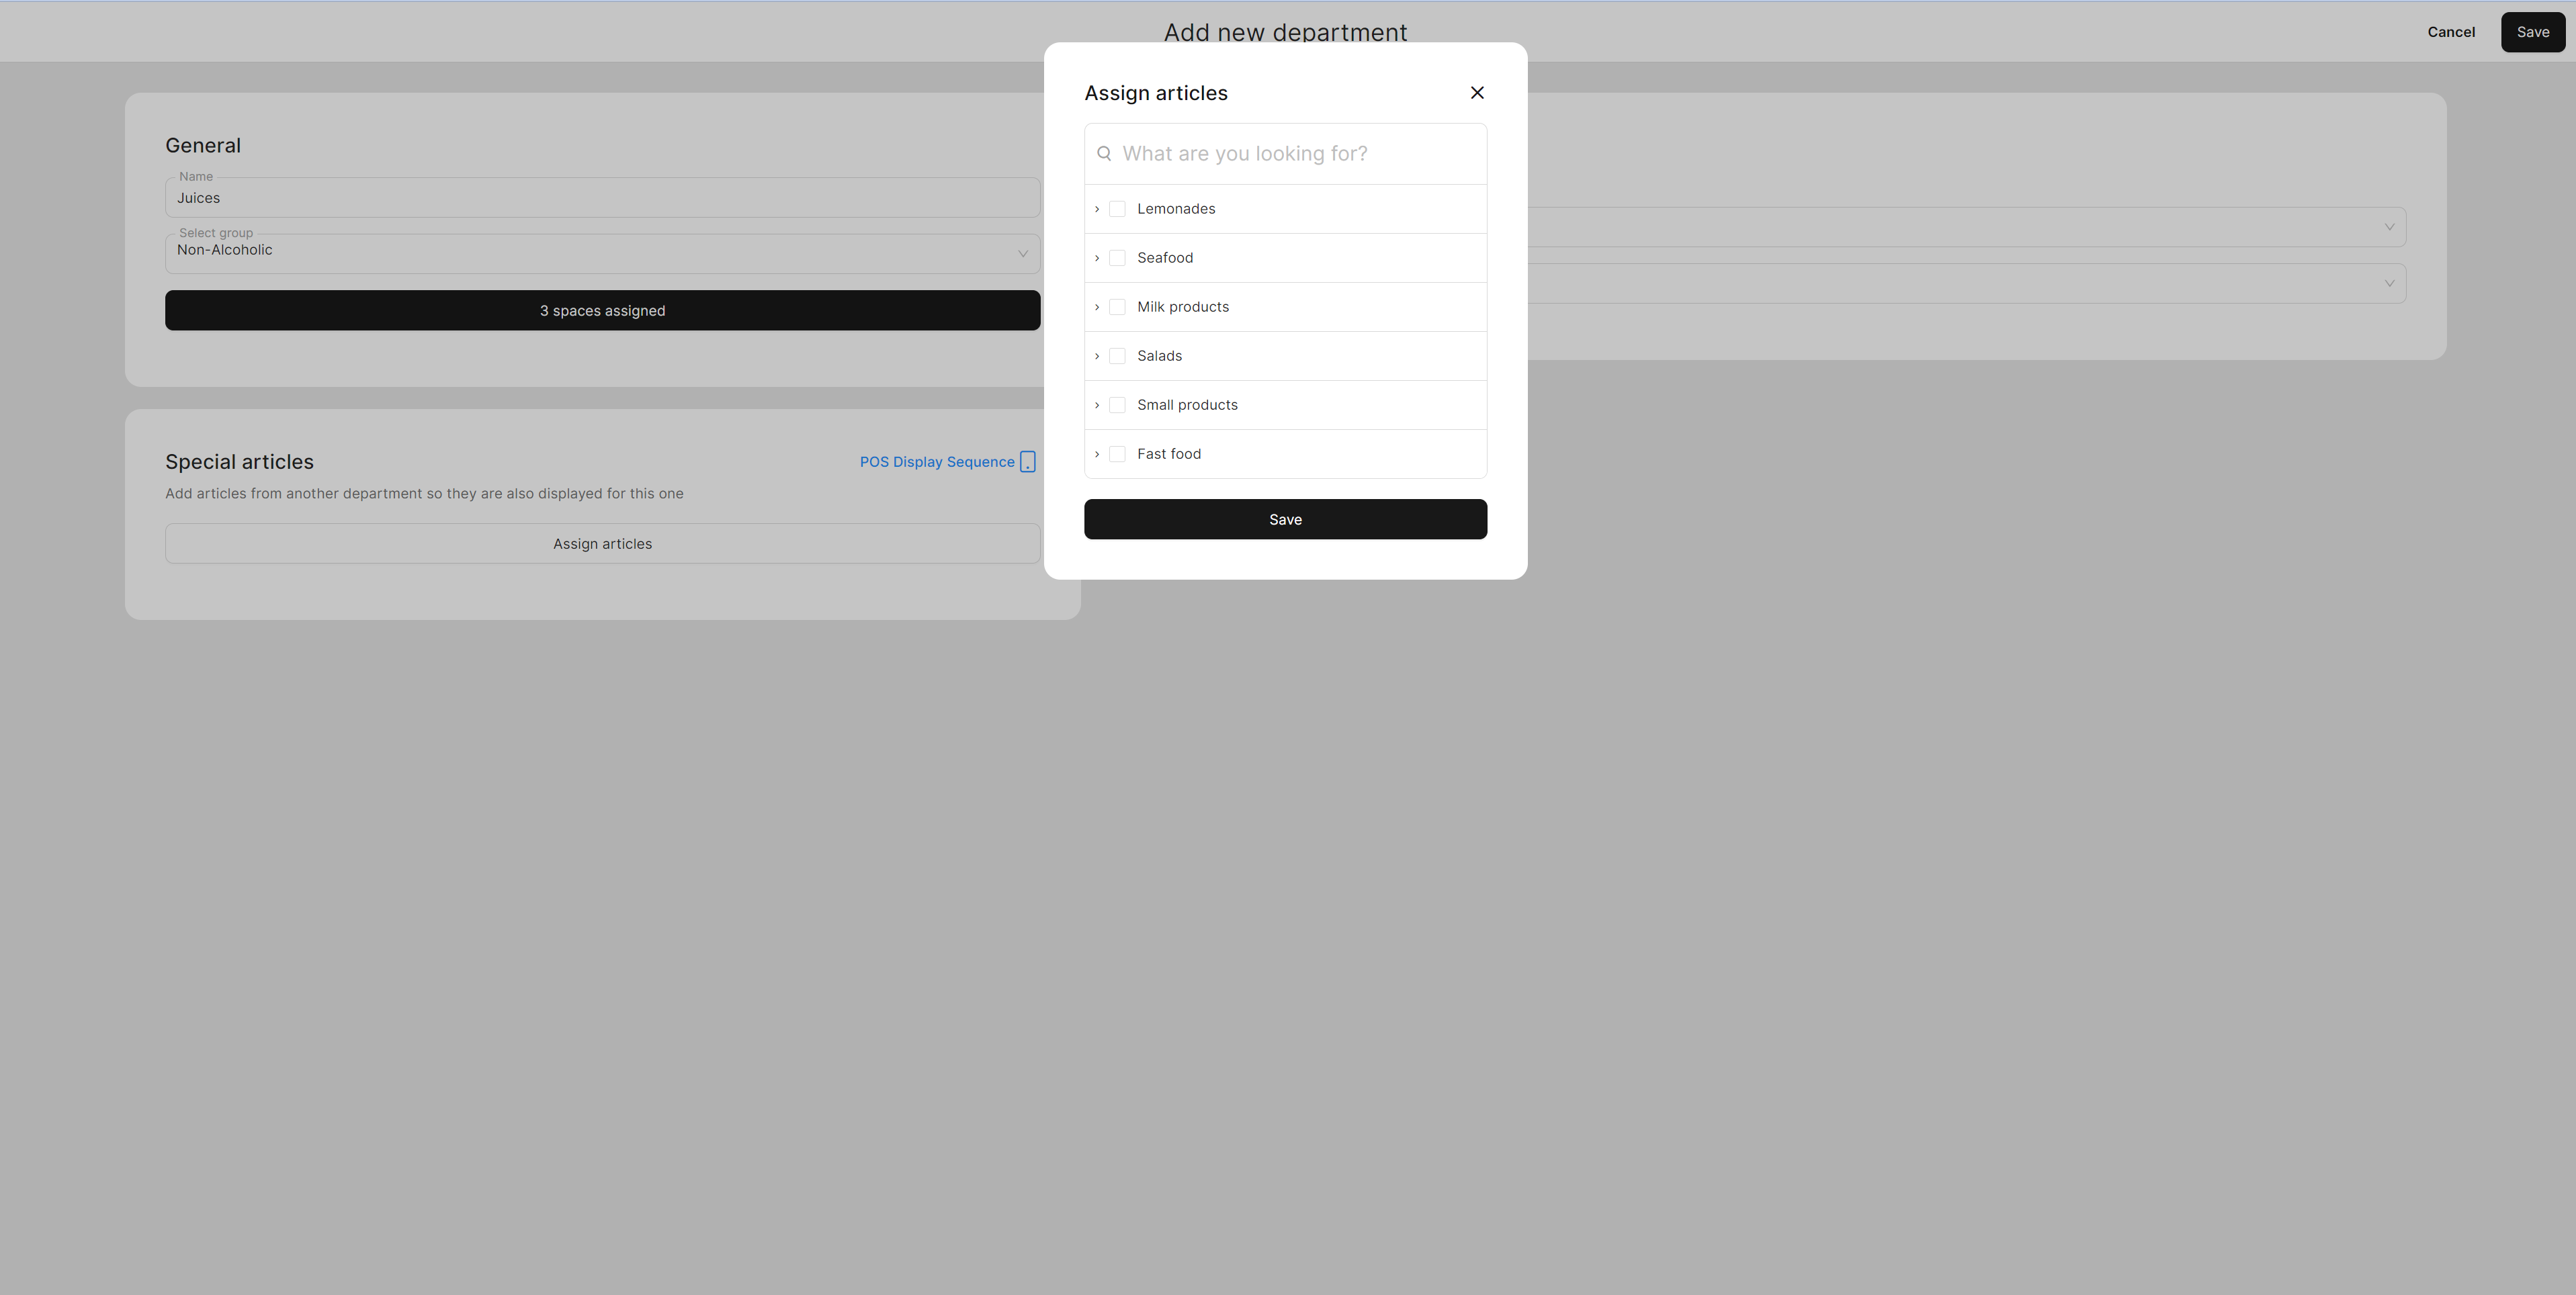 Add new department
Cancel
Save
General
Name
Juices
Select group
Non-Alcoholic
3 spaces assigned
Special articles
POS Display Sequence
Add articles from another department so they are also displayed for this one
Assign articles
Assign articles
What are you looking for?
Lemonades
Seafood
Milk products
Salads
Small products
Fast food
Save